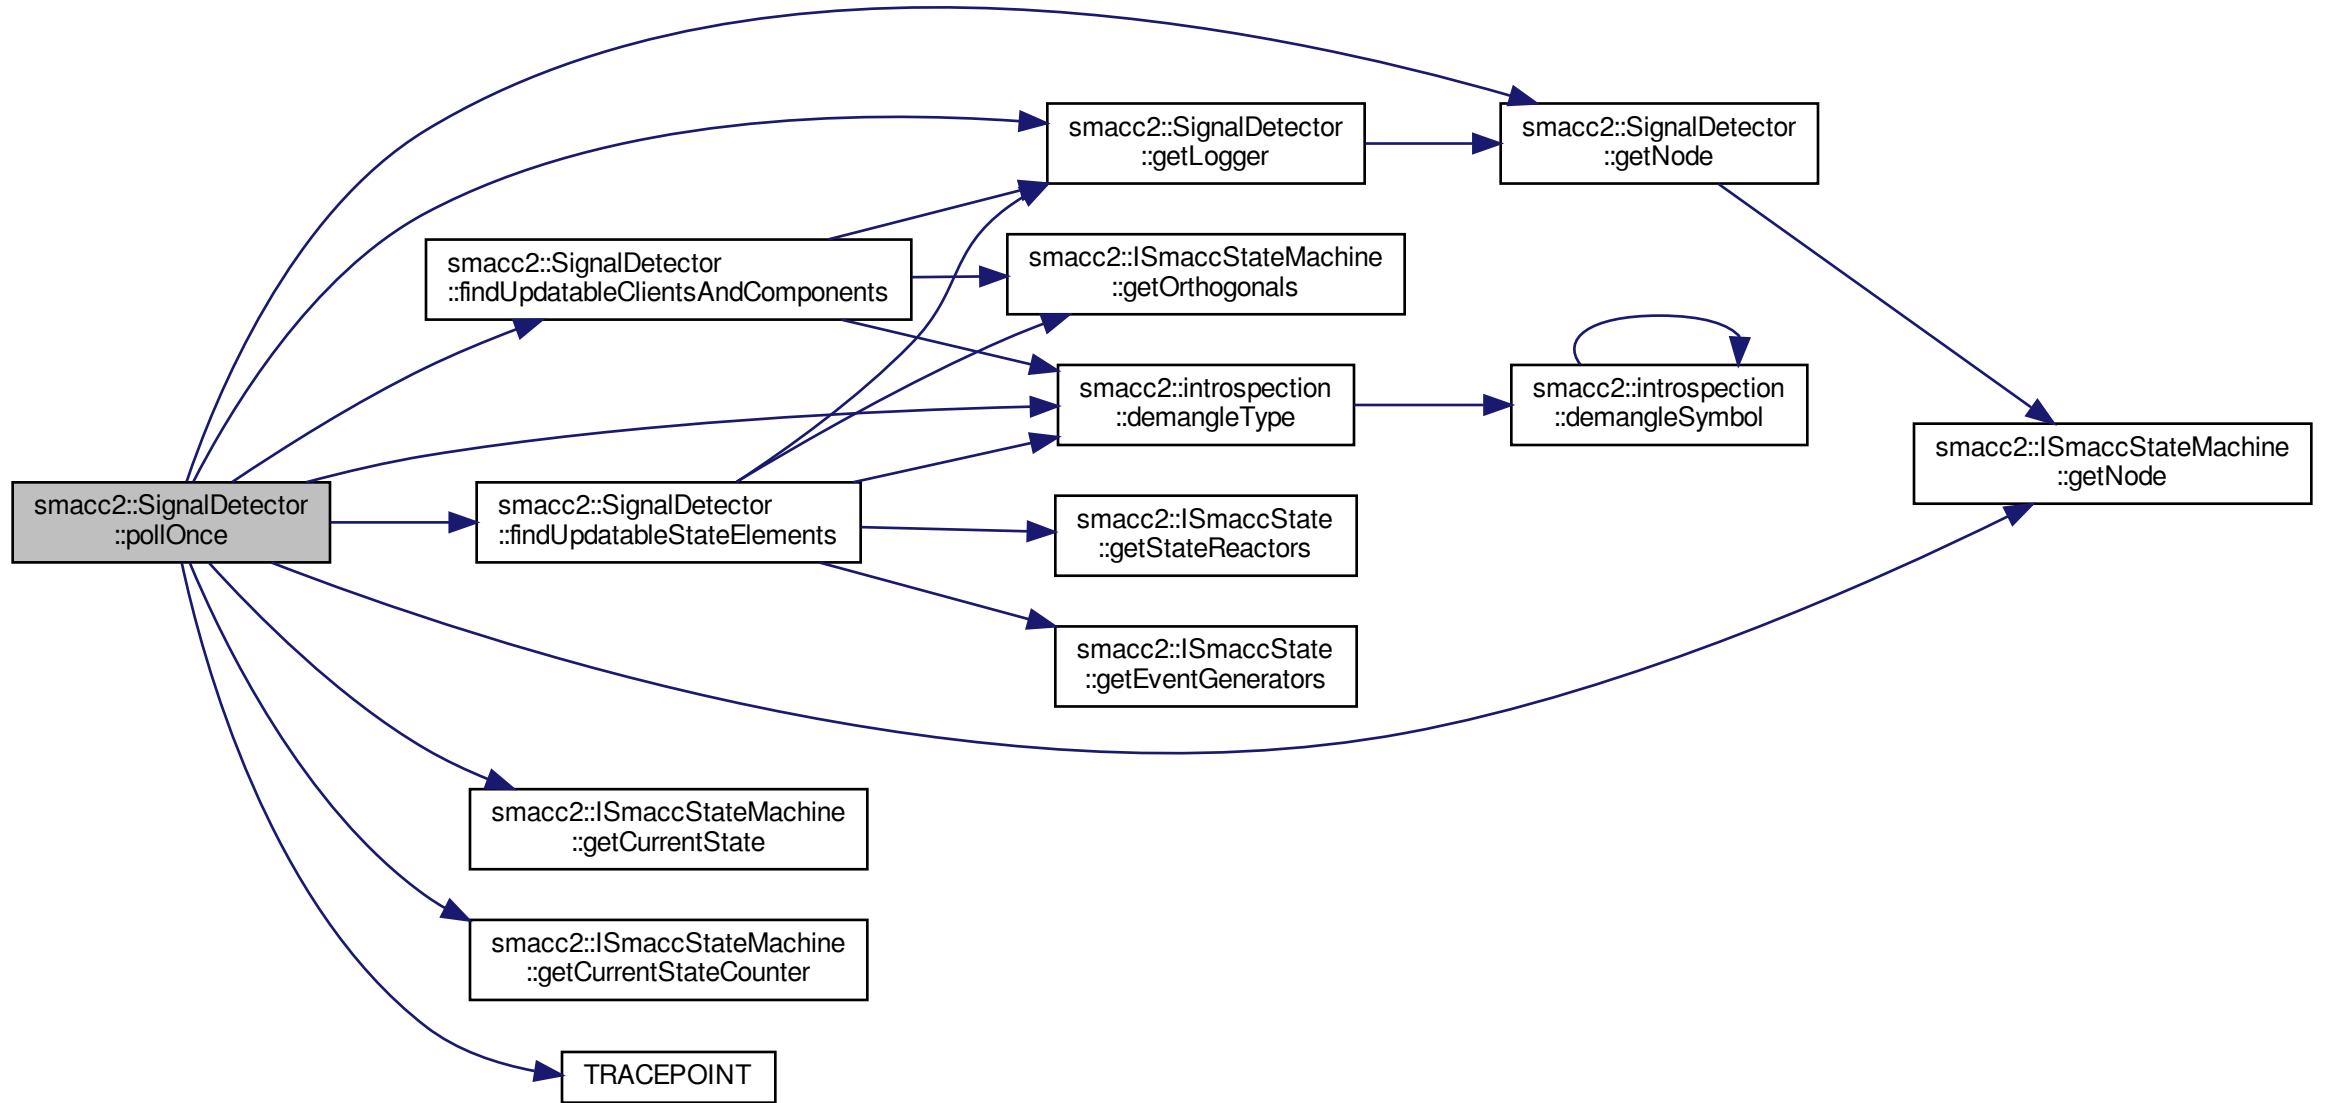 smacc2::SignalDetector
::pollOnce
smacc2::SignalDetector
::findUpdatableClientsAndComponents
smacc2::SignalDetector
::findUpdatableStateElements
smacc2::ISmaccStateMachine
::getCurrentState
smacc2::ISmaccStateMachine
::getCurrentStateCounter
TRACEPOINT
smacc2::SignalDetector
::getLogger
smacc2::ISmaccStateMachine
::getOrthogonals
smacc2::introspection
::demangleType
smacc2::ISmaccState
::getStateReactors
smacc2::ISmaccState
::getEventGenerators
smacc2::SignalDetector
::getNode
smacc2::introspection
::demangleSymbol
smacc2::ISmaccStateMachine
::getNode